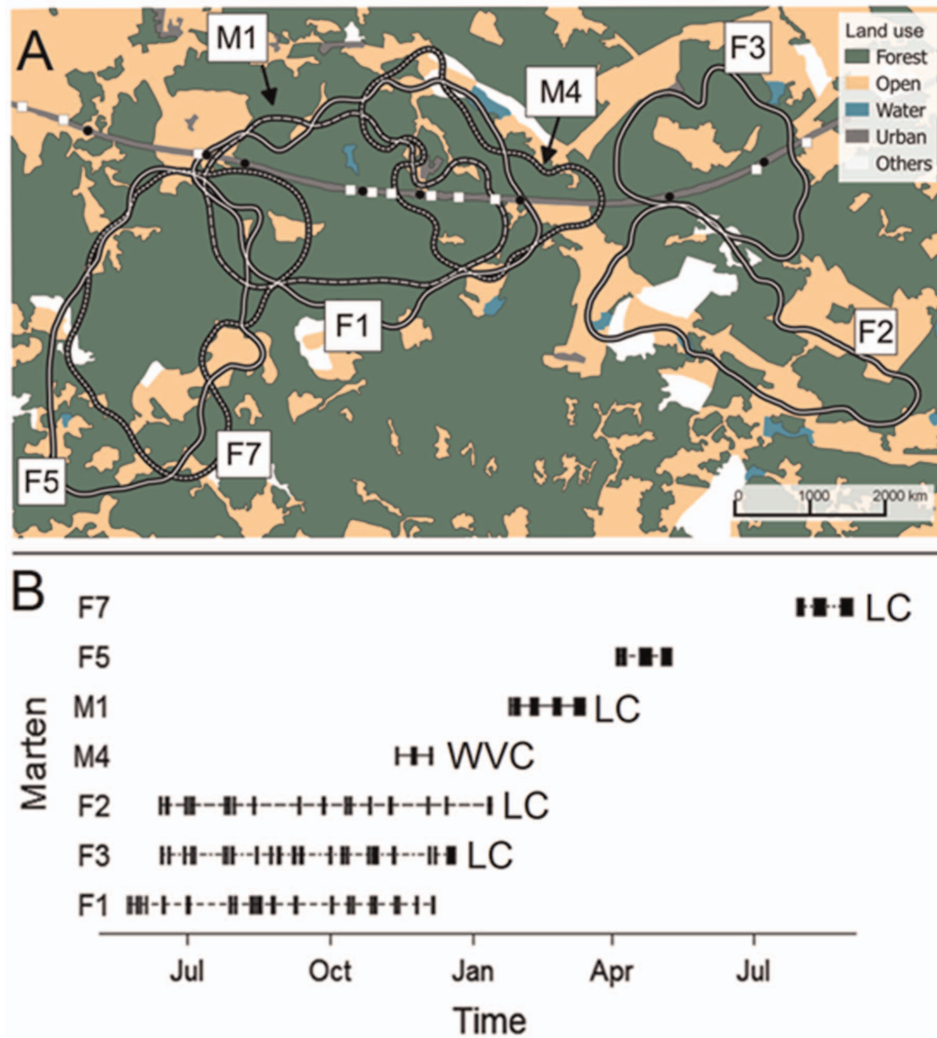 A
M1
M4
F3
Land use
Forest
Open
Water
Urban
Others
F1
F2
F5
F7
0 1000 2000 km
B
Marten
F7 LC
F5
M1 LC
M4 WVC
F2 LC
F3 LC
F1
Jul Oct Jan Apr Jul
Time